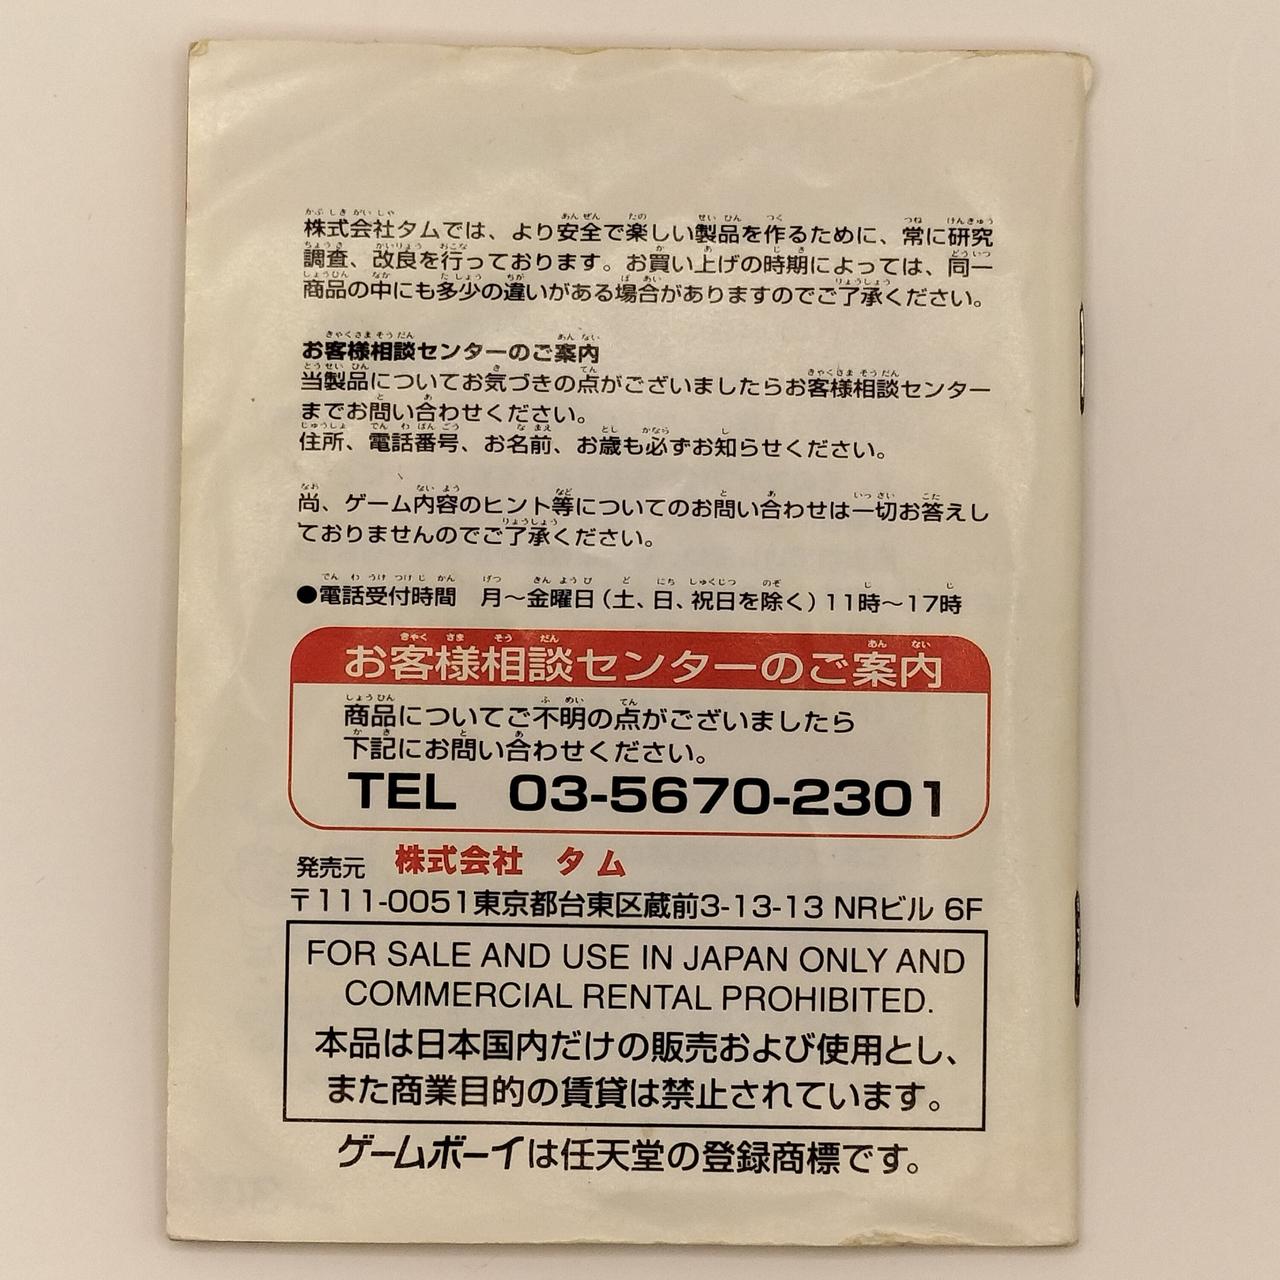 株式会社タムでは、より安全で楽しい製品を作るために、常に研究
調査、改良を行っております。お買い上げの時期によっては、同一
商品の中にも多少の違いがある場合がありますのでご了承ください。
お客様相談センターのご案内
当製品についてお気づきの点がございましたらお客様相談センター
までお問い合わせください。
住所、電話番号、お名前、お歳も必ずお知らせください。
尚、ゲーム内容のヒント等についてのお問い合わせは一切お答えし
ておりませんのでご了承ください。
●電話受付時間 月～金曜日(土、日、祝日を除く)11時～17時
お客様相談センターのご案内
商品についてご不明の点がございましたら
下記にお問い合わせください。
TEL 03-5670-2301
発売元 株式会社 タム
〒111-0051東京都台東区蔵前3-13-13 NRビル 6F
FOR SALE AND USE IN JAPAN ONLY AND
COMMERCIAL RENTAL PROHIBITED.
本品は日本国内だけの販売および使用とし、
また商業目的の賃貸は禁止されています。
ゲームボーイは任天堂の登録商標です。